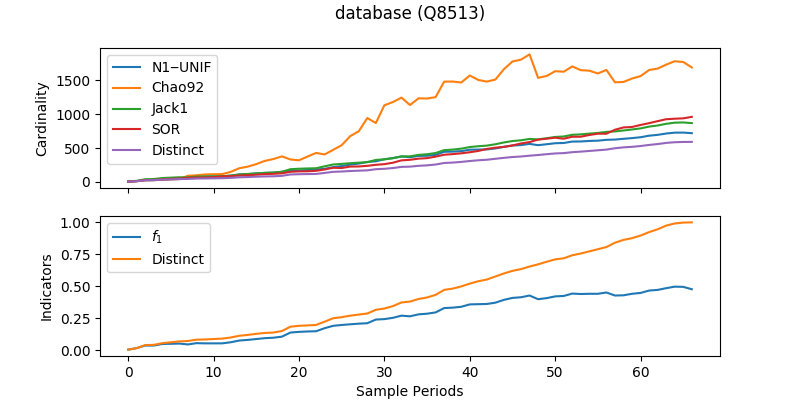 database (Q8513)
Cardinality
1500
1000
500
0
N1−UNIF
Chao92
Jack1
SOR
Distinct
Indicators
1.00
0.75
0.50
0.25
0.00
f₁
Distinct
0 10 20 30 40 50 60
Sample Periods